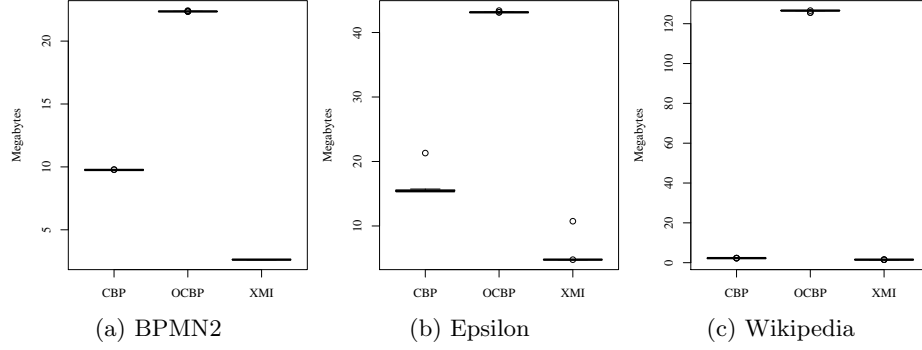 Megabytes
20
15
10
5
CBP OCBP XMI
(a) BPMN2
Megabytes
40
30
20
10
CBP OCBP XMI
(b) Epsilon
Megabytes
120
100
80
60
40
20
0
CBP OCBP XMI
(c) Wikipedia